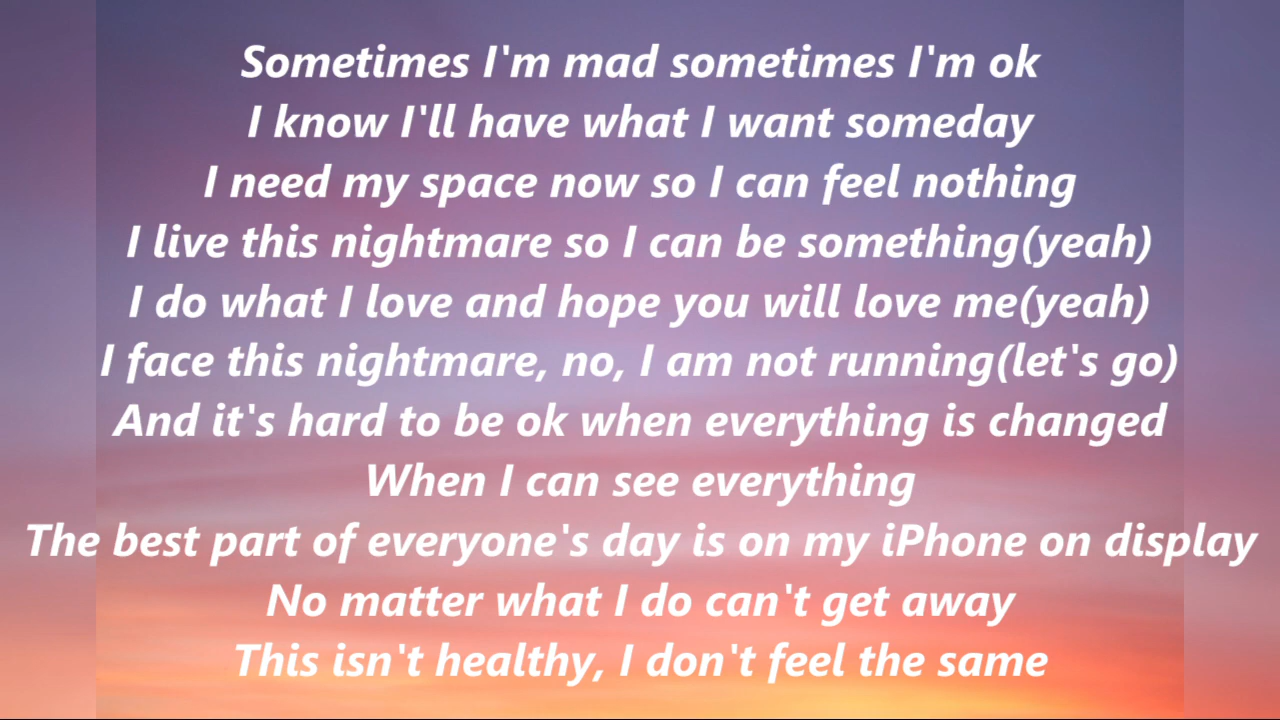 Sometimes I'm mad sometimes I'm ok
I know I'll have what I want someday
I need my space now so I can feel nothing
I live this nightmare so I can be something(yeah)
I do what I love and hope you will love me(yeah)
I face this nightmare, no, I am not running(let's go)
And it's hard to be ok when everything is changed
When I can see everything
The best part of everyone's day is on my iPhone on display
No matter what I do can't get away
This isn't healthy, I don't feel the same